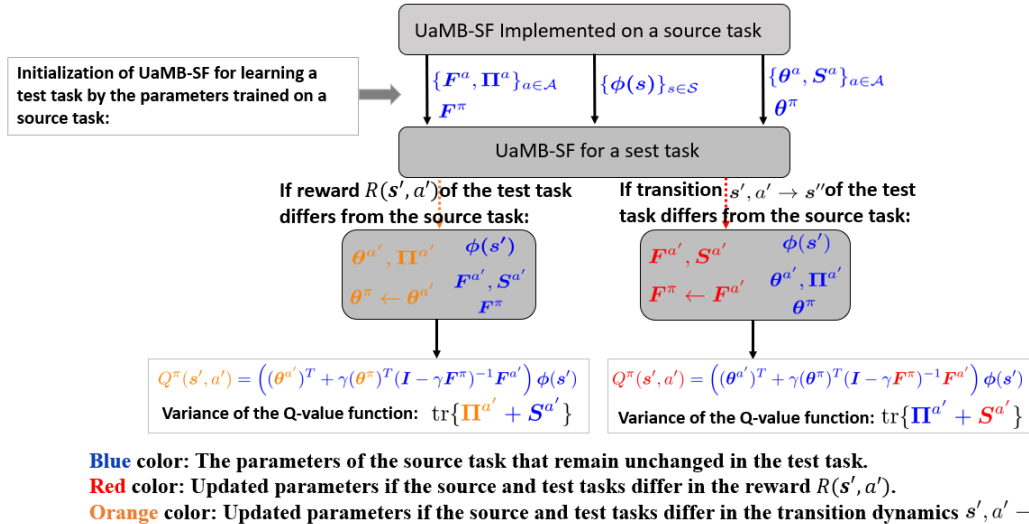 UaMB-SF Implemented on a source task
Initialization of UaMB-SF for learning a
test task by the parameters trained on a
source task:
{F^a, Π^a}_{a∈𝒜}
F^π
{ϕ(s)}_{s∈𝒮}
{θ^a, S^a}_{a∈𝒜}
θ^π
UaMB-SF for a sest task
If reward R(s′, a′) of the test task
differs from the source task:
If transition s′, a′ → s″ of the test
task differs from the source task:
θ^{a′}, Π^{a′} ϕ(s′)
F^{a′}, S^{a′}
θ^π ← θ^{a′}
F^π
F^{a′}, S^{a′} ϕ(s′)
θ^{a′}, Π^{a′}
F^π ← F^{a′}
θ^π
Q^π(s′, a′) = ((θ^{a′})^T + γ(θ^π)^T(I − γF^π)^{−1}F^{a′}) ϕ(s′)
Variance of the Q-value function: tr{Π^{a′} + S^{a′}}
Q^π(s′, a′) = ((θ^{a′})^T + γ(θ^π)^T(I − γF^π)^{−1}F^{a′}) ϕ(s′)
Variance of the Q-value function: tr{Π^{a′} + S^{a′}}
Blue color: The parameters of the source task that remain unchanged in the test task.
Red color: Updated parameters if the source and test tasks differ in the reward R(s′, a′).
Orange color: Updated parameters if the source and test tasks differ in the transition dynamics s′, a′ −